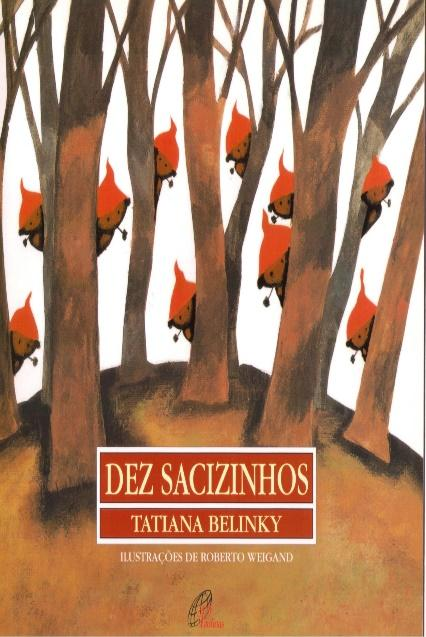 DEZ SACIZINHOS
TATIANA BELINKY
ILUSTRAÇÕES DE ROBERTO WEIGAND